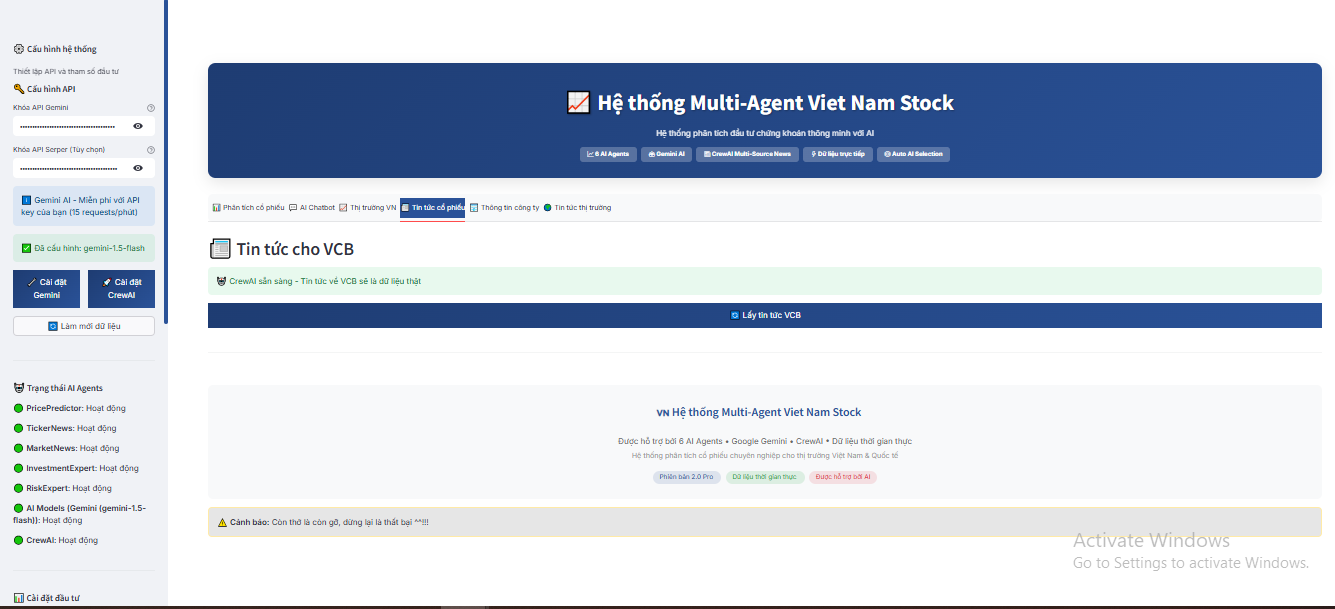 Cấu hình hệ thống
Thiết lập API và tham số đầu tư
Cấu hình API
Khóa API Gemini
Khóa API Serper (Tùy chọn)
Gemini AI - Miễn phí với API
key của bạn (15 requests/phút)
Đã cấu hình: gemini-1.5-flash
Cài đặt
Gemini
Cài đặt
CrewAI
Làm mới dữ liệu
Trạng thái AI Agents
PricePredictor: Hoạt động
TickerNews: Hoạt động
MarketNews: Hoạt động
InvestmentExpert: Hoạt động
RiskExpert: Hoạt động
AI Models (Gemini (gemini-1.5-
flash)): Hoạt động
CrewAI: Hoạt động
Cài đặt đầu tư
Hệ thống Multi-Agent Viet Nam Stock
Hệ thống phân tích đầu tư chứng khoán thông minh với AI
6 AI Agents
Gemini AI
CrewAI Multi-Source News
Dữ liệu trực tiếp
Auto AI Selection
Phân tích cổ phiếu
AI Chatbot
Thị trường VN
Tin tức cổ phiếu
Thông tin công ty
Tin tức thị trường
Tin tức cho VCB
CrewAI sẵn sàng - Tin tức về VCB sẽ là dữ liệu thật
Lấy tin tức VCB
VN Hệ thống Multi-Agent Viet Nam Stock
Được hỗ trợ bởi 6 AI Agents • Google Gemini • CrewAI • Dữ liệu thời gian thực
Hệ thống phân tích cổ phiếu chuyên nghiệp cho thị trường Việt Nam & Quốc tế
Phiên bản 2.0 Pro
Dữ liệu thời gian thực
Được hỗ trợ bởi AI
Cảnh báo: Còn thở là còn gỡ, dừng lại là thất bại ^^!!!
Activate Windows
Go to Settings to activate Windows.